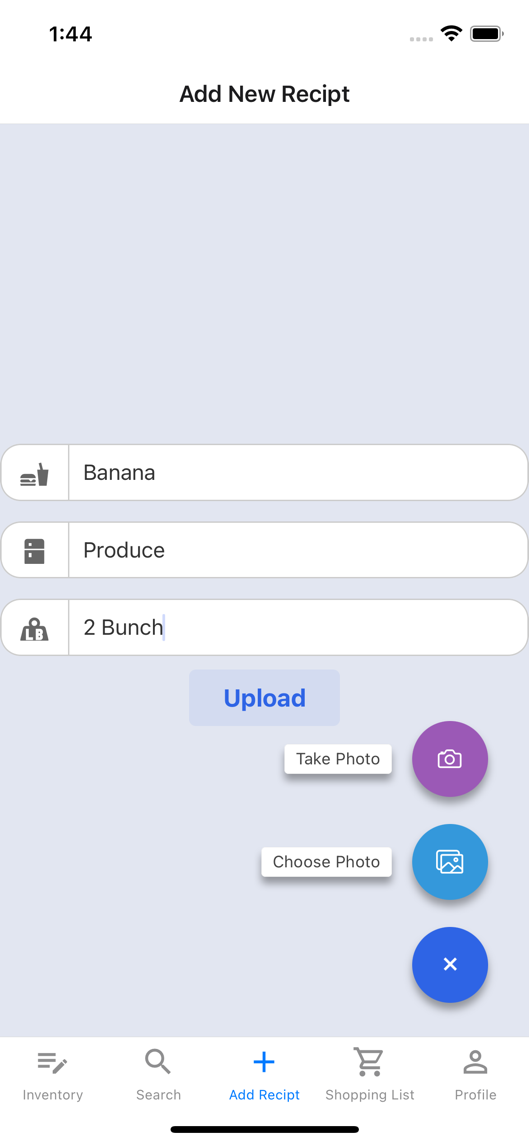 1:44
Add New Recipt
Banana
Produce
LB
2 Bunch
Upload
Take Photo
Choose Photo
Inventory
Search
Add Recipt
Shopping List
Profile